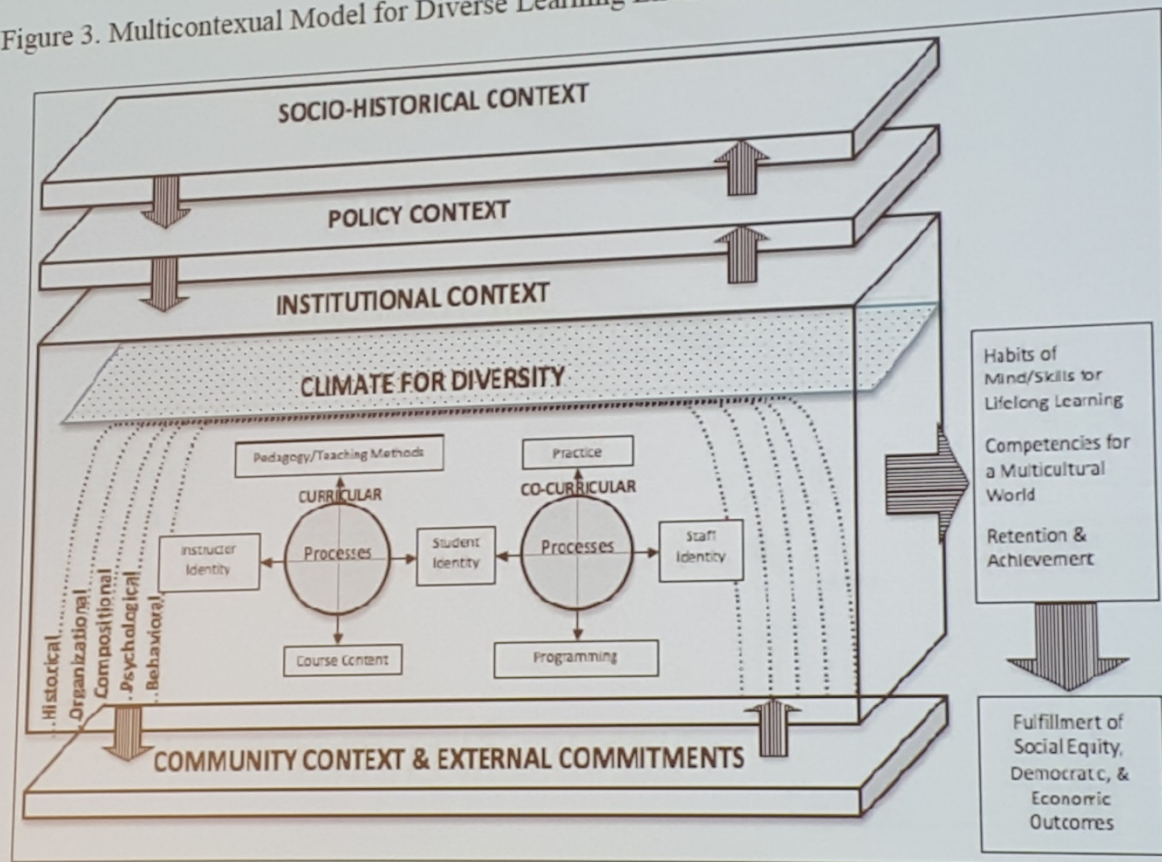 Figure 3. Multicontexual Model for Diverse Learning
SOCIO-HISTORICAL CONTEXT
POLICY CONTEXT
INSTITUTIONAL CONTEXT
CLIMATE FOR DIVERSITY
Pedagogy/Teaching Methods
CURRICULAR
Processes
Instructor
Identity
Course Content
Student
Identity
Practice
CO-CURRICULAR
Processes
Staff
Identity
Programming
Historical
Organizational
Compositional
Psychological
Behavioral
COMMUNITY CONTEXT & EXTERNAL COMMITMENTS
Habits of
Mind/Skills for
Lifelong Learning
Competencies for
a Multicultural
World
Retention &
Achievement
Fulfillment of
Social Equity,
Democratic, &
Economic
Outcomes